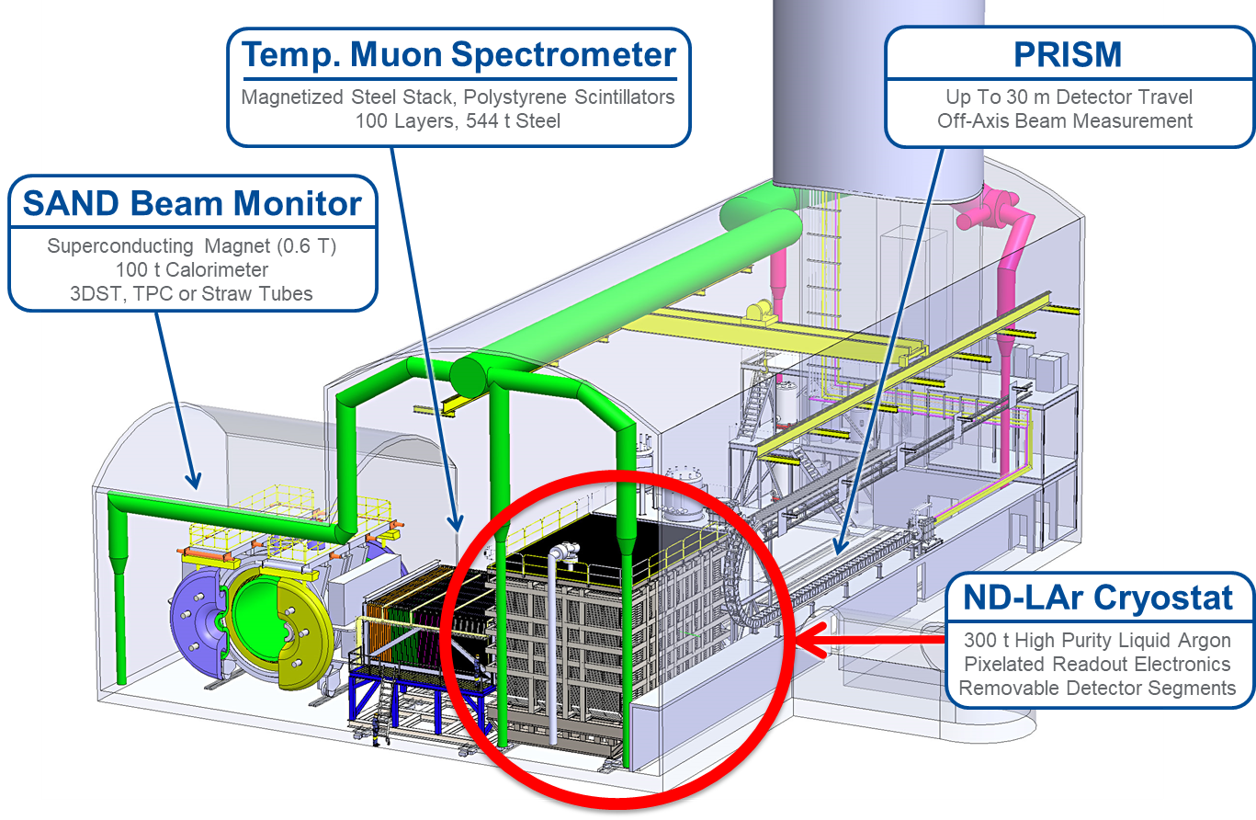 Temp. Muon Spectrometer
Magnetized Steel Stack, Polystyrene Scintillators
100 Layers, 544 t Steel
PRISM
Up To 30 m Detector Travel
Off-Axis Beam Measurement
SAND Beam Monitor
Superconducting Magnet (0.6 T)
100 t Calorimeter
3DST, TPC or Straw Tubes
ND-LAr Cryostat
300 t High Purity Liquid Argon
Pixelated Readout Electronics
Removable Detector Segments